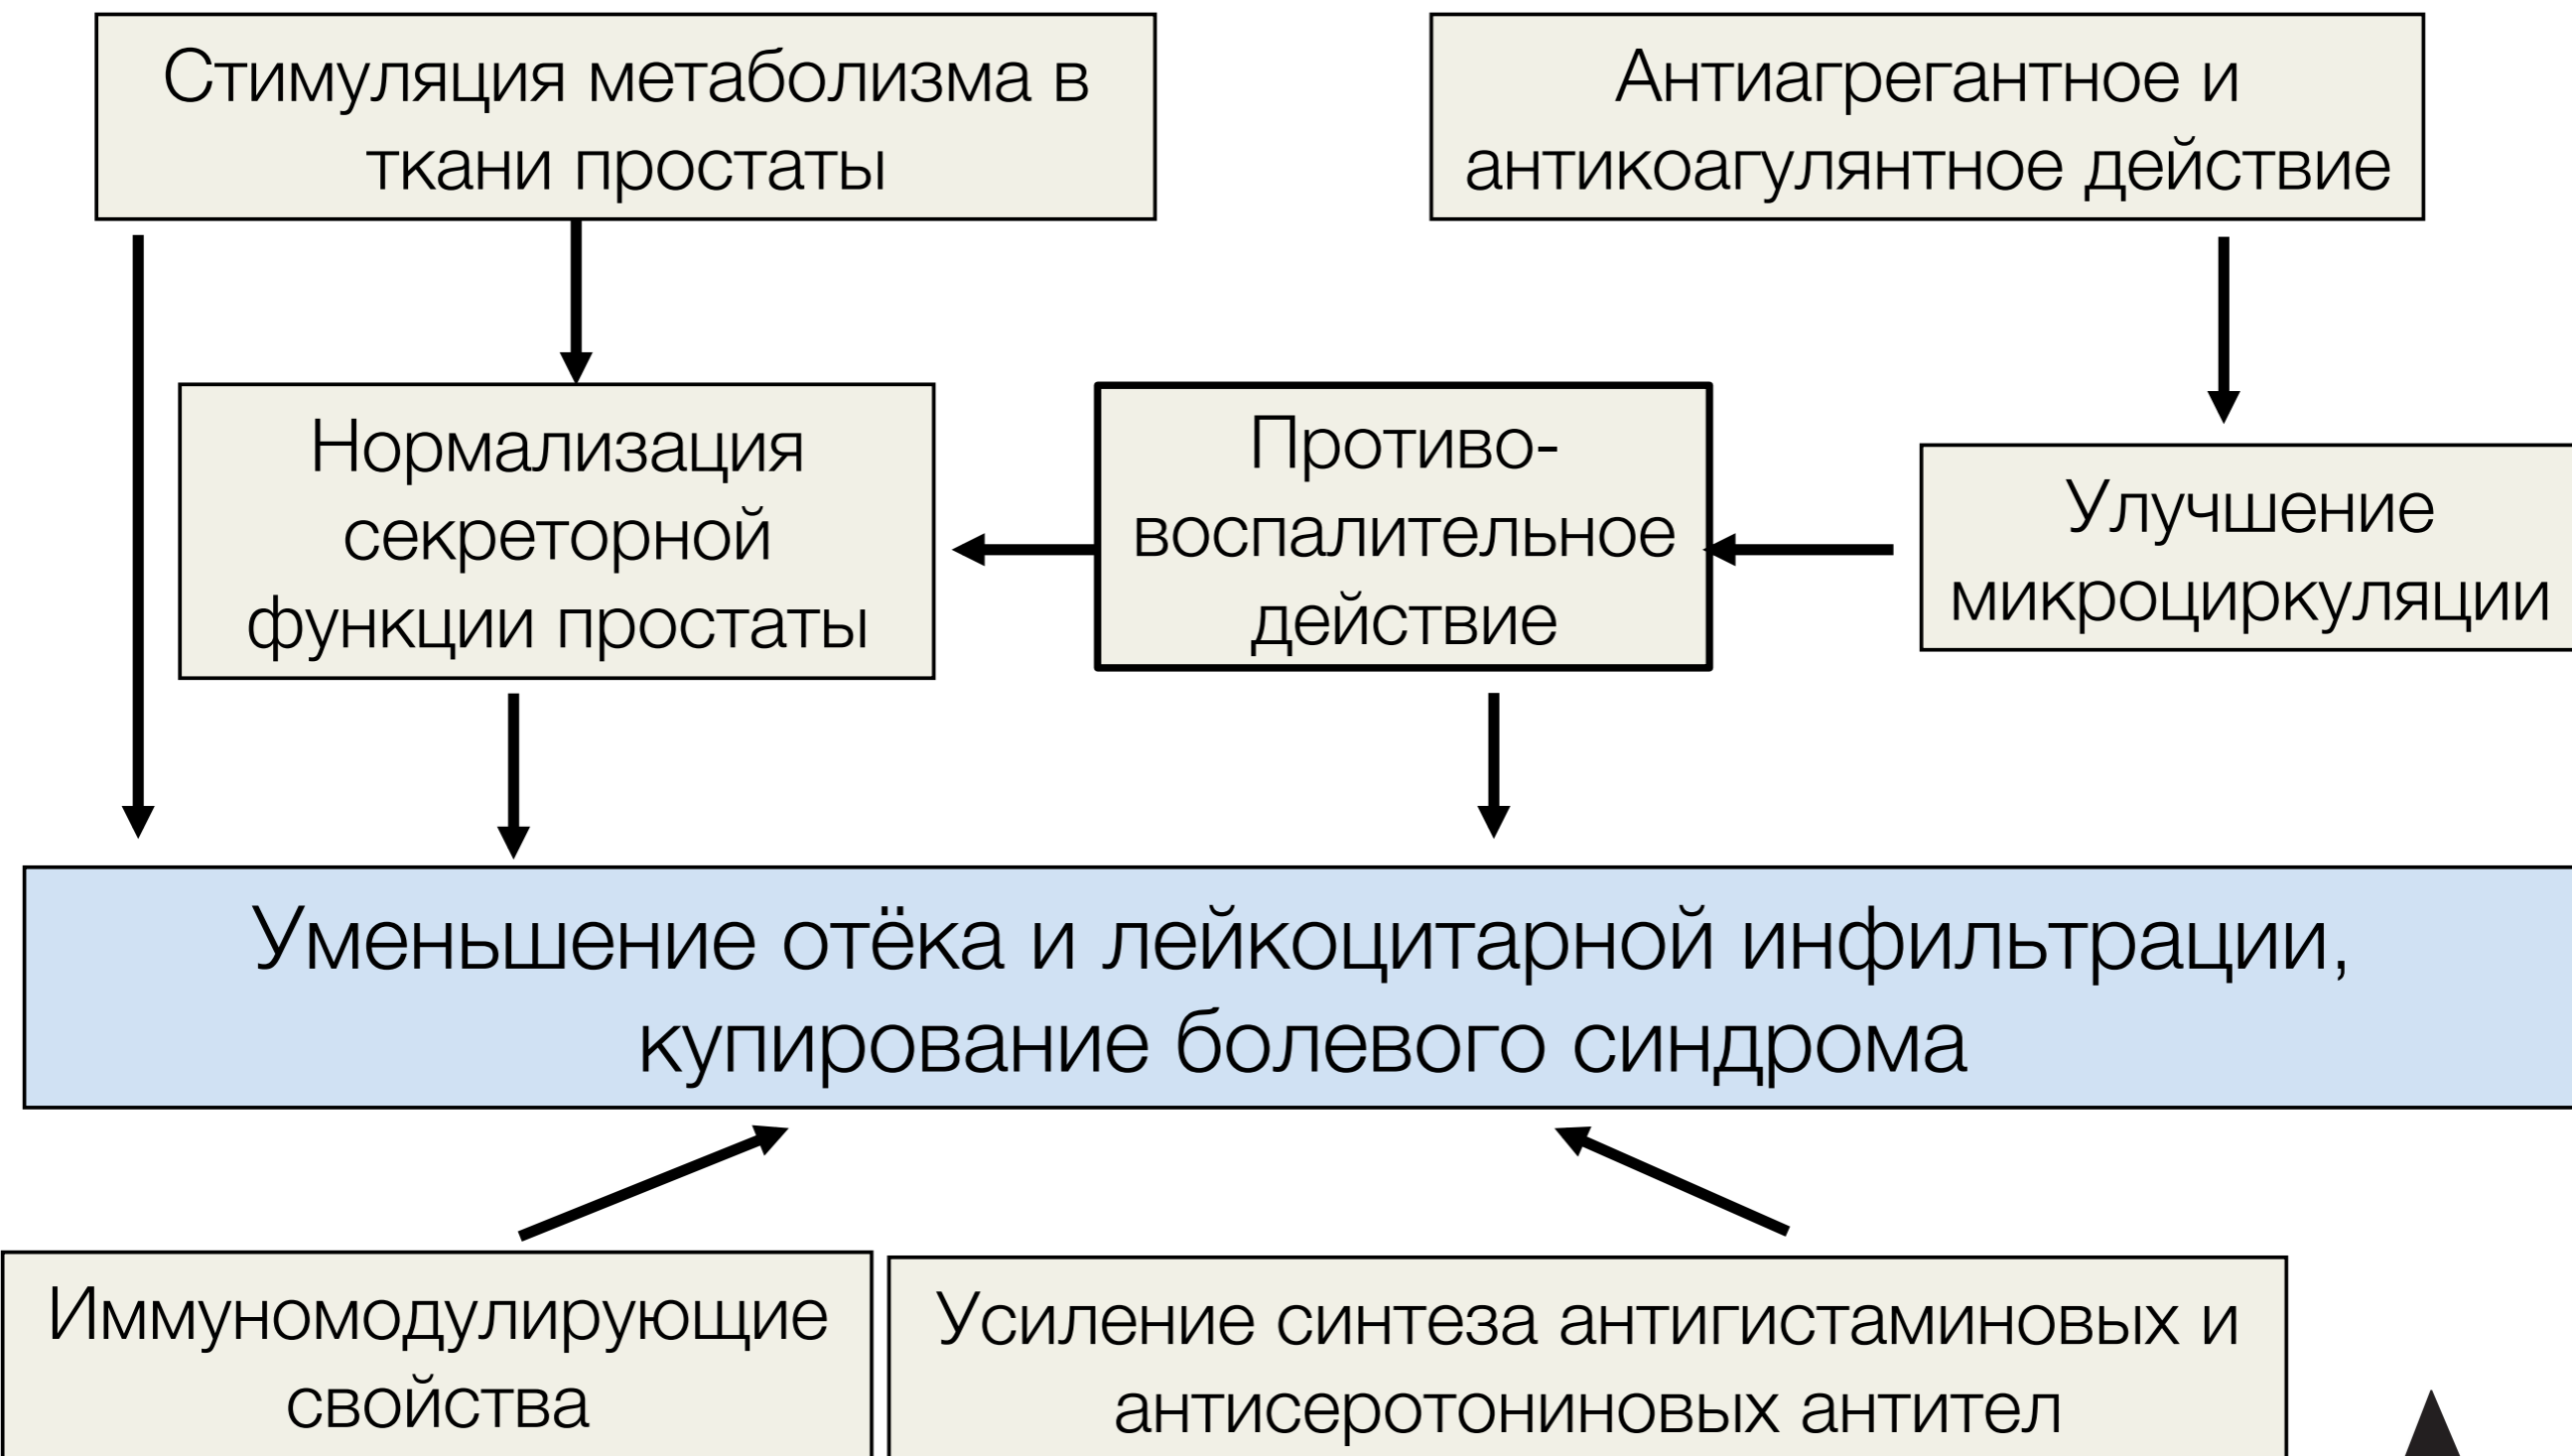 Стимуляция метаболизма в
ткани простаты
Антиагрегантное и
антикоагулянтное действие
Нормализация
секреторной
функции простаты
Противо-
воспалительное
действие
Улучшение
микроциркуляции
Уменьшение отёка и лейкоцитарной инфильтрации,
купирование болевого синдрома
Иммуномодулирующие
свойства
Усиление синтеза антигистаминовых и
антисеротониновых антител